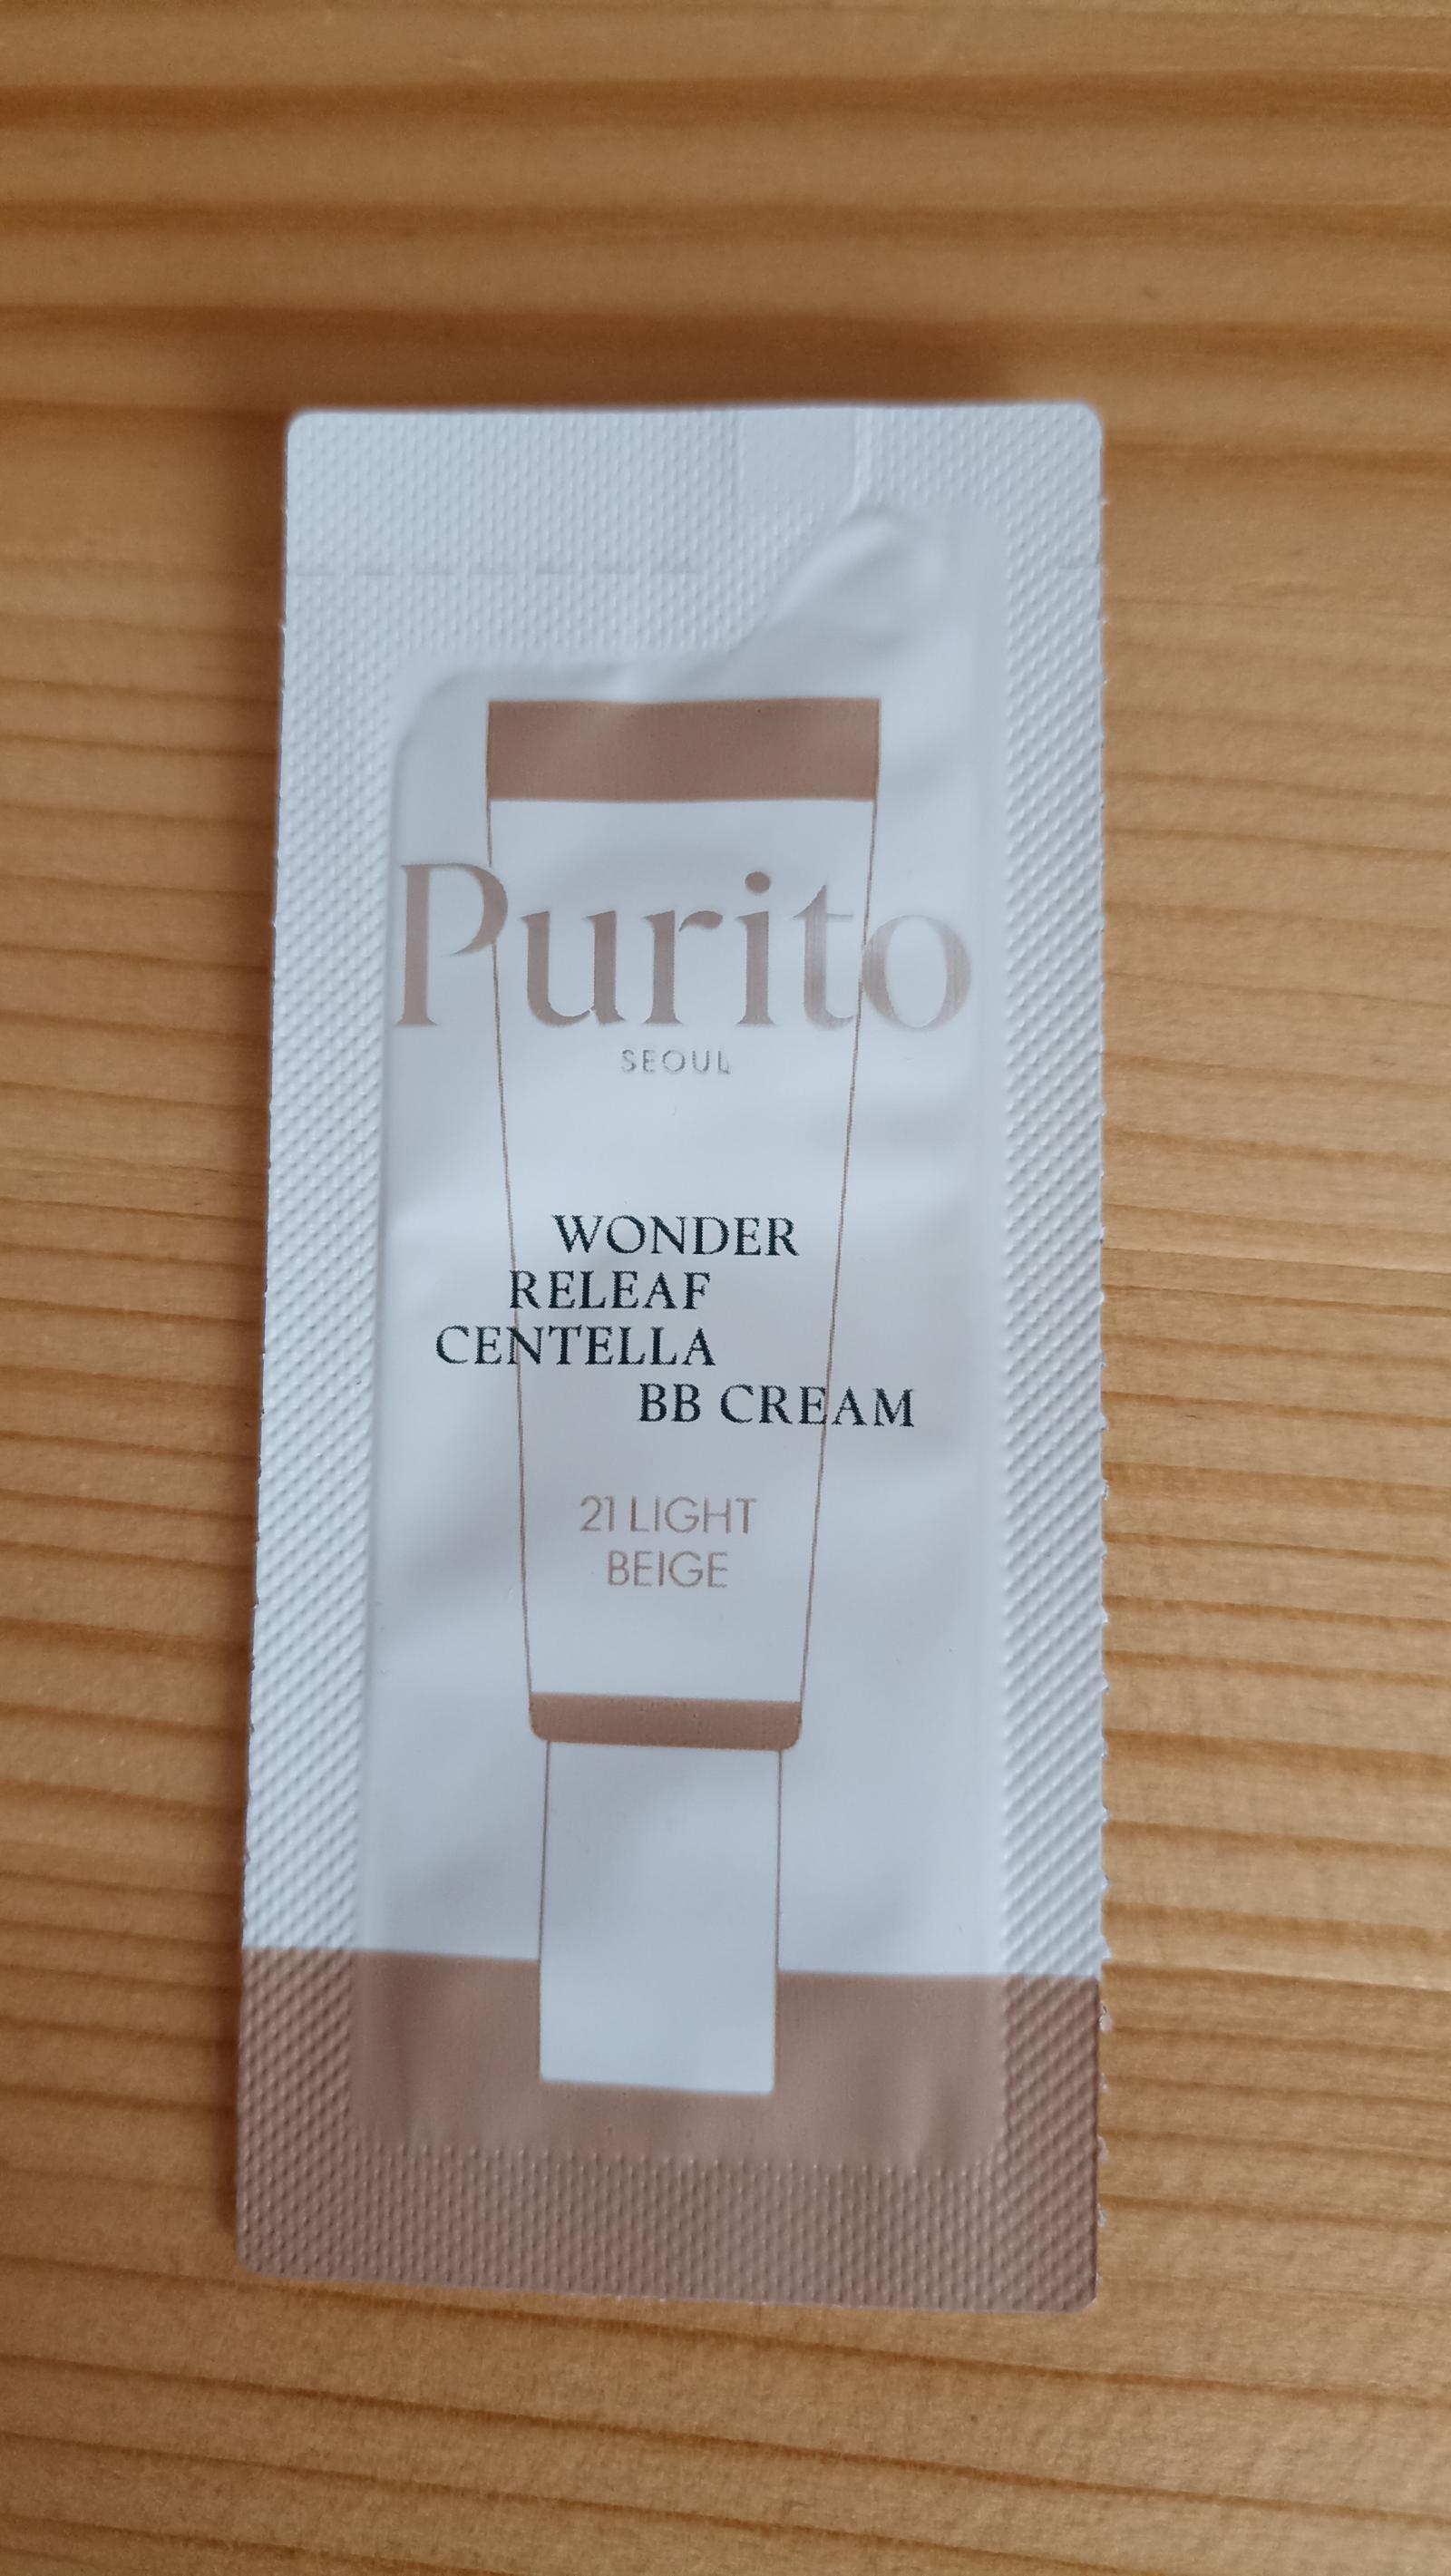 Purito
SEOUL
WONDER
RELEAF
CENTELLA
BB CREAM
21 LIGHT
BEIGE